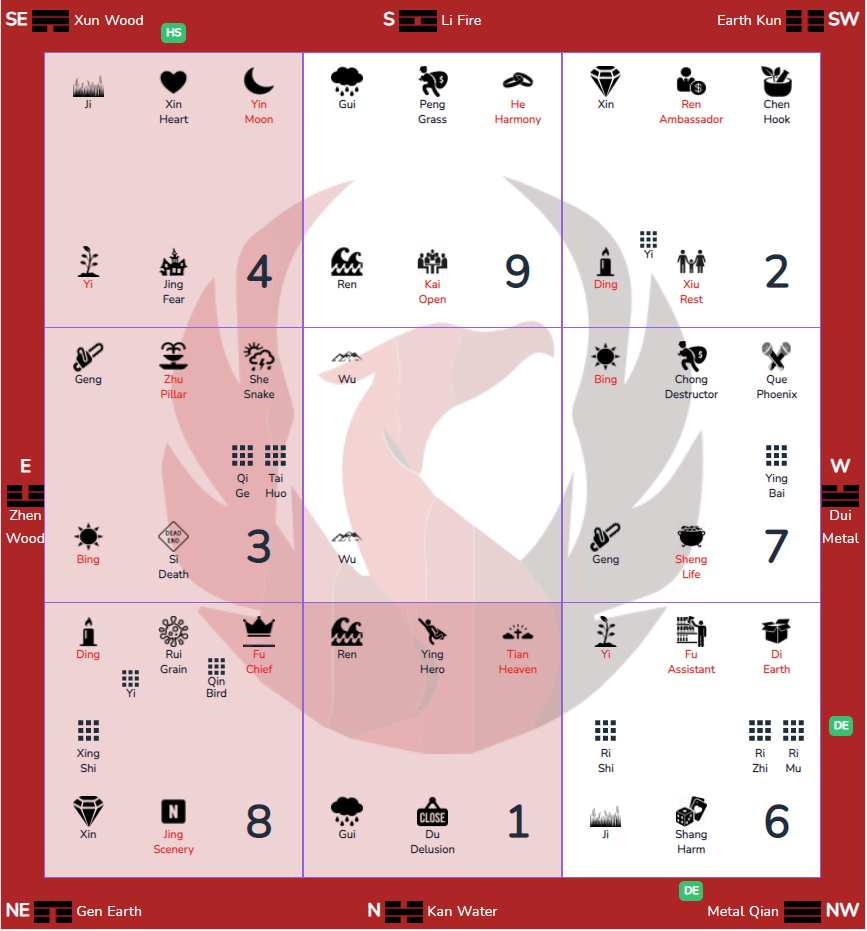 SE Xun Wood
S Li Fire
Earth Kun SW
HS
Ji
Xin
Heart
Yin
Moon
Yi
Jing
Fear
4
Gui
Peng
Grass
He
Harmony
Ren
Kai
Open
9
Xin
Ren
Ambassador
$
Chen
Hook
Yi
Ding
Xiu
Rest
2
E
Zhen
Wood
Geng
Zhu
Pillar
She
Snake
Qi
Ge
Tai
Huo
Bing
DEAD
END
Si
Death
3
Wu
Wu
Bing
$
Chong
Destructor
Que
Phoenix
Ying
Bai
Geng
Sheng
Life
7
W
Dui
Metal
Ding
Rui
Grain
Fu
Chief
Yi
Qin
Bird
Xing
Shi
Xin
N
Jing
Scenery
8
Ren
Ying
Hero
Tian
Heaven
Gui
CLOSE
Du
Delusion
1
Yi
Fu
Assistant
Di
Earth
Ri
Shi
Ri
Zhi
Ri
Mu
Ji
Shang
Harm
6
DE
DE
NE Gen Earth
N Kan Water
Metal Qian NW